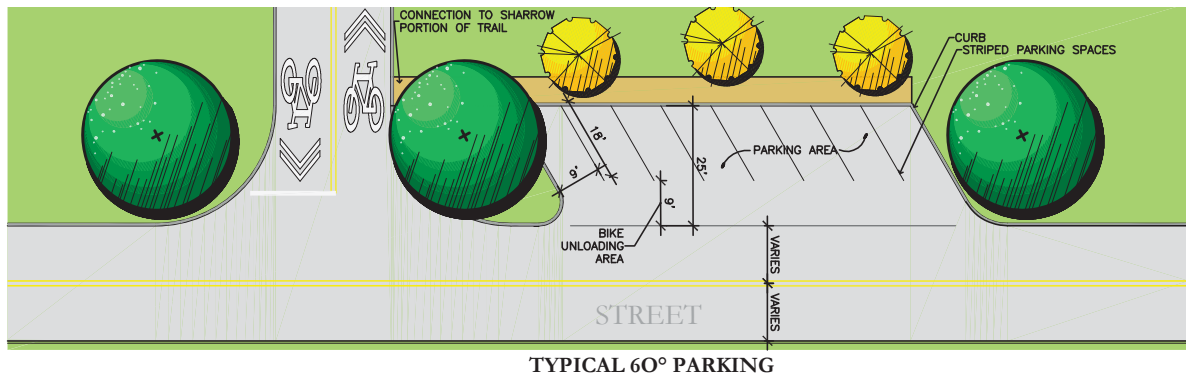 CONNECTION TO SHARROW
PORTION OF TRAIL
CURB
STRIPED PARKING SPACES
18'
9'
25'
PARKING AREA
9'
BIKE
UNLOADING
AREA
VARIES
VARIES
STREET
TYPICAL 60° PARKING